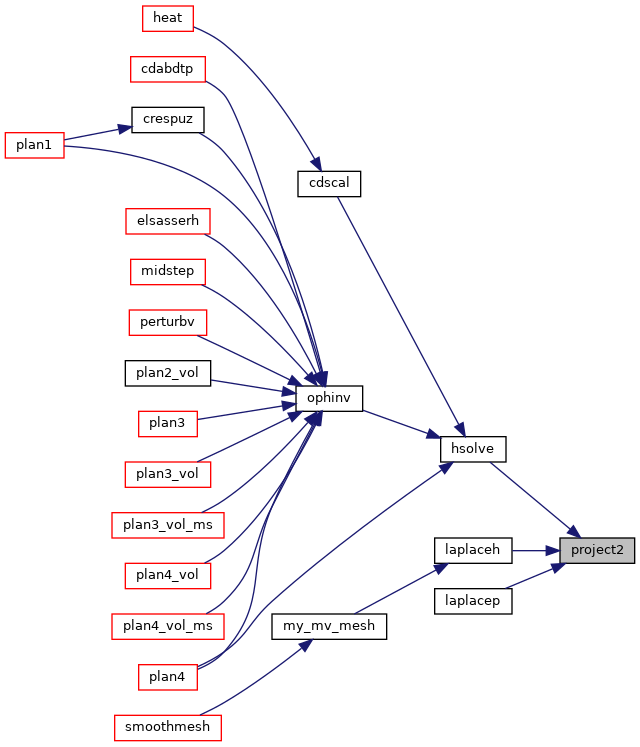 heat
cdabdtp
crespuz
plan1
cdscal
elsasserh
midstep
perturbv
plan2_vol
ophinv
plan3
hsolve
plan3_vol
plan3_vol_ms
project2
laplaceh
plan4_vol
laplacep
plan4_vol_ms
my_mv_mesh
plan4
smoothmesh